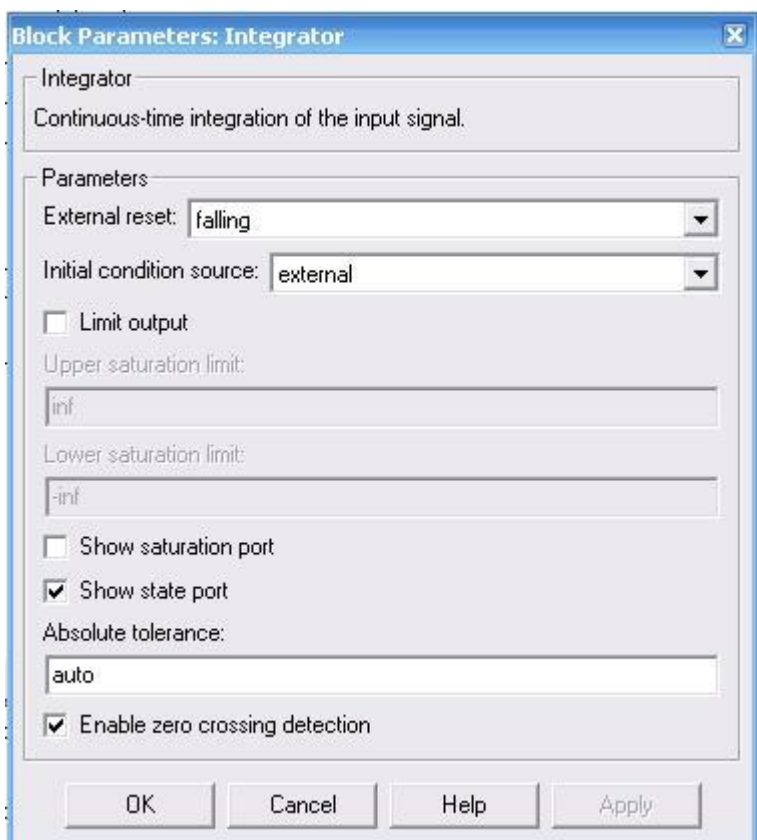 Block Parameters: Integrator
Integrator
Continuous-time integration of the input signal.
Parameters
External reset: falling
Initial condition source: external
Limit output
Upper saturation limit:
inf
Lower saturation limit:
-inf
Show saturation port
Show state port
Absolute tolerance:
auto
Enable zero crossing detection
OK Cancel Help Apply